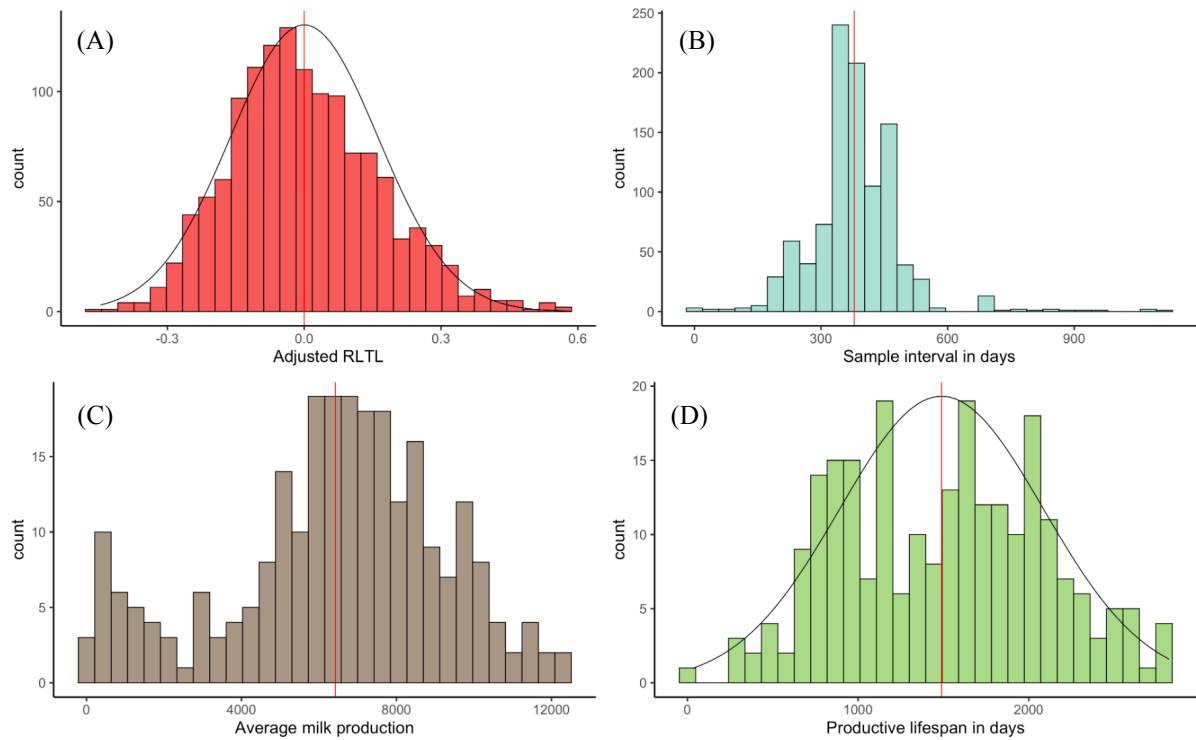 (A)
count
100
50
0
-0.3
0.0
0.3
0.6
Adjusted RLTL
(B)
count
250
200
150
100
50
0
0
300
600
900
Sample interval in days
(C)
count
15
10
5
0
0
4000
8000
12000
Average milk production
(D)
count
20
15
10
5
0
0
1000
2000
Productive lifespan in days